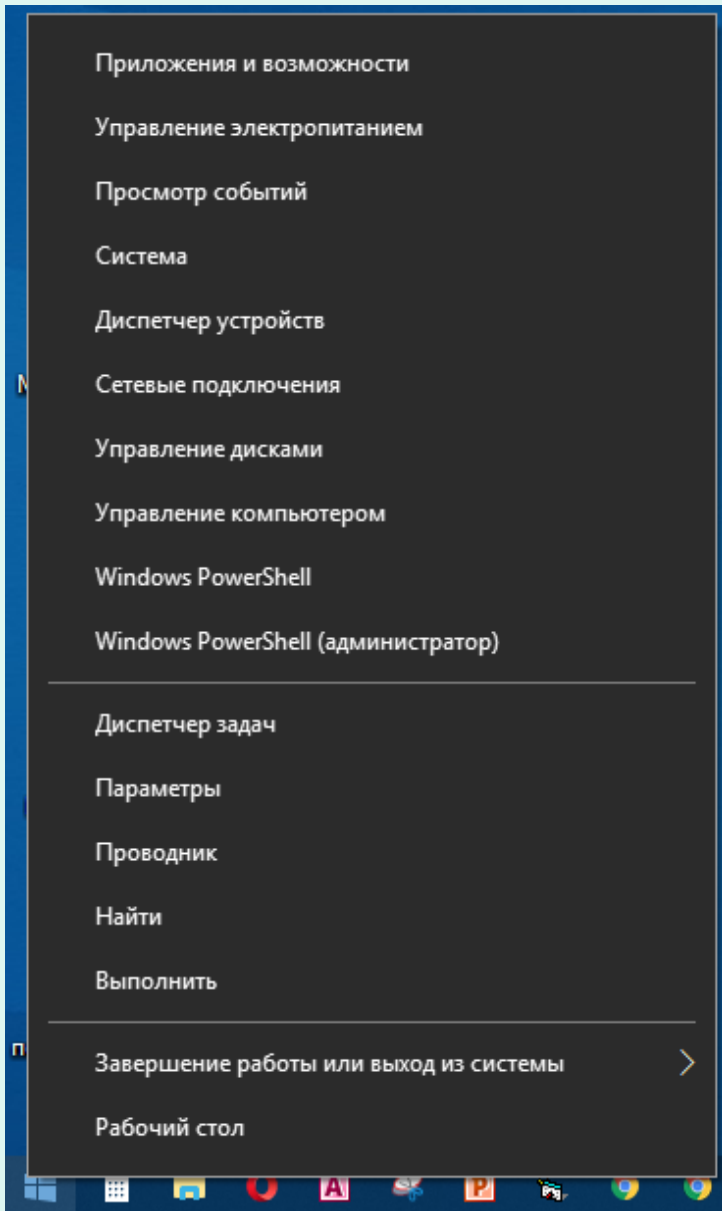 Приложения и возможности
Управление электропитанием
Просмотр событий
Система
Диспетчер устройств
Сетевые подключения
Управление дисками
Управление компьютером
Windows PowerShell
Windows PowerShell (администратор)
Диспетчер задач
Параметры
Проводник
Найти
Выполнить
Завершение работы или выход из системы
Рабочий стол